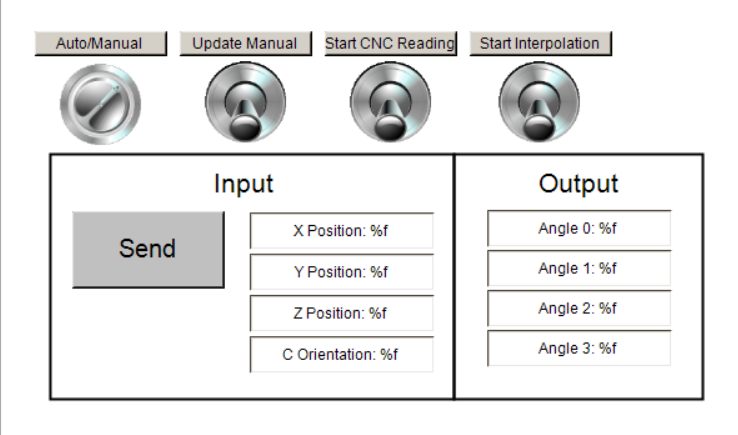 Auto/Manual
Update Manual
Start CNC Reading
Start Interpolation
Input
Output
Send
X Position: %f
Y Position: %f
Z Position: %f
C Orientation: %f
Angle 0: %f
Angle 1: %f
Angle 2: %f
Angle 3: %f